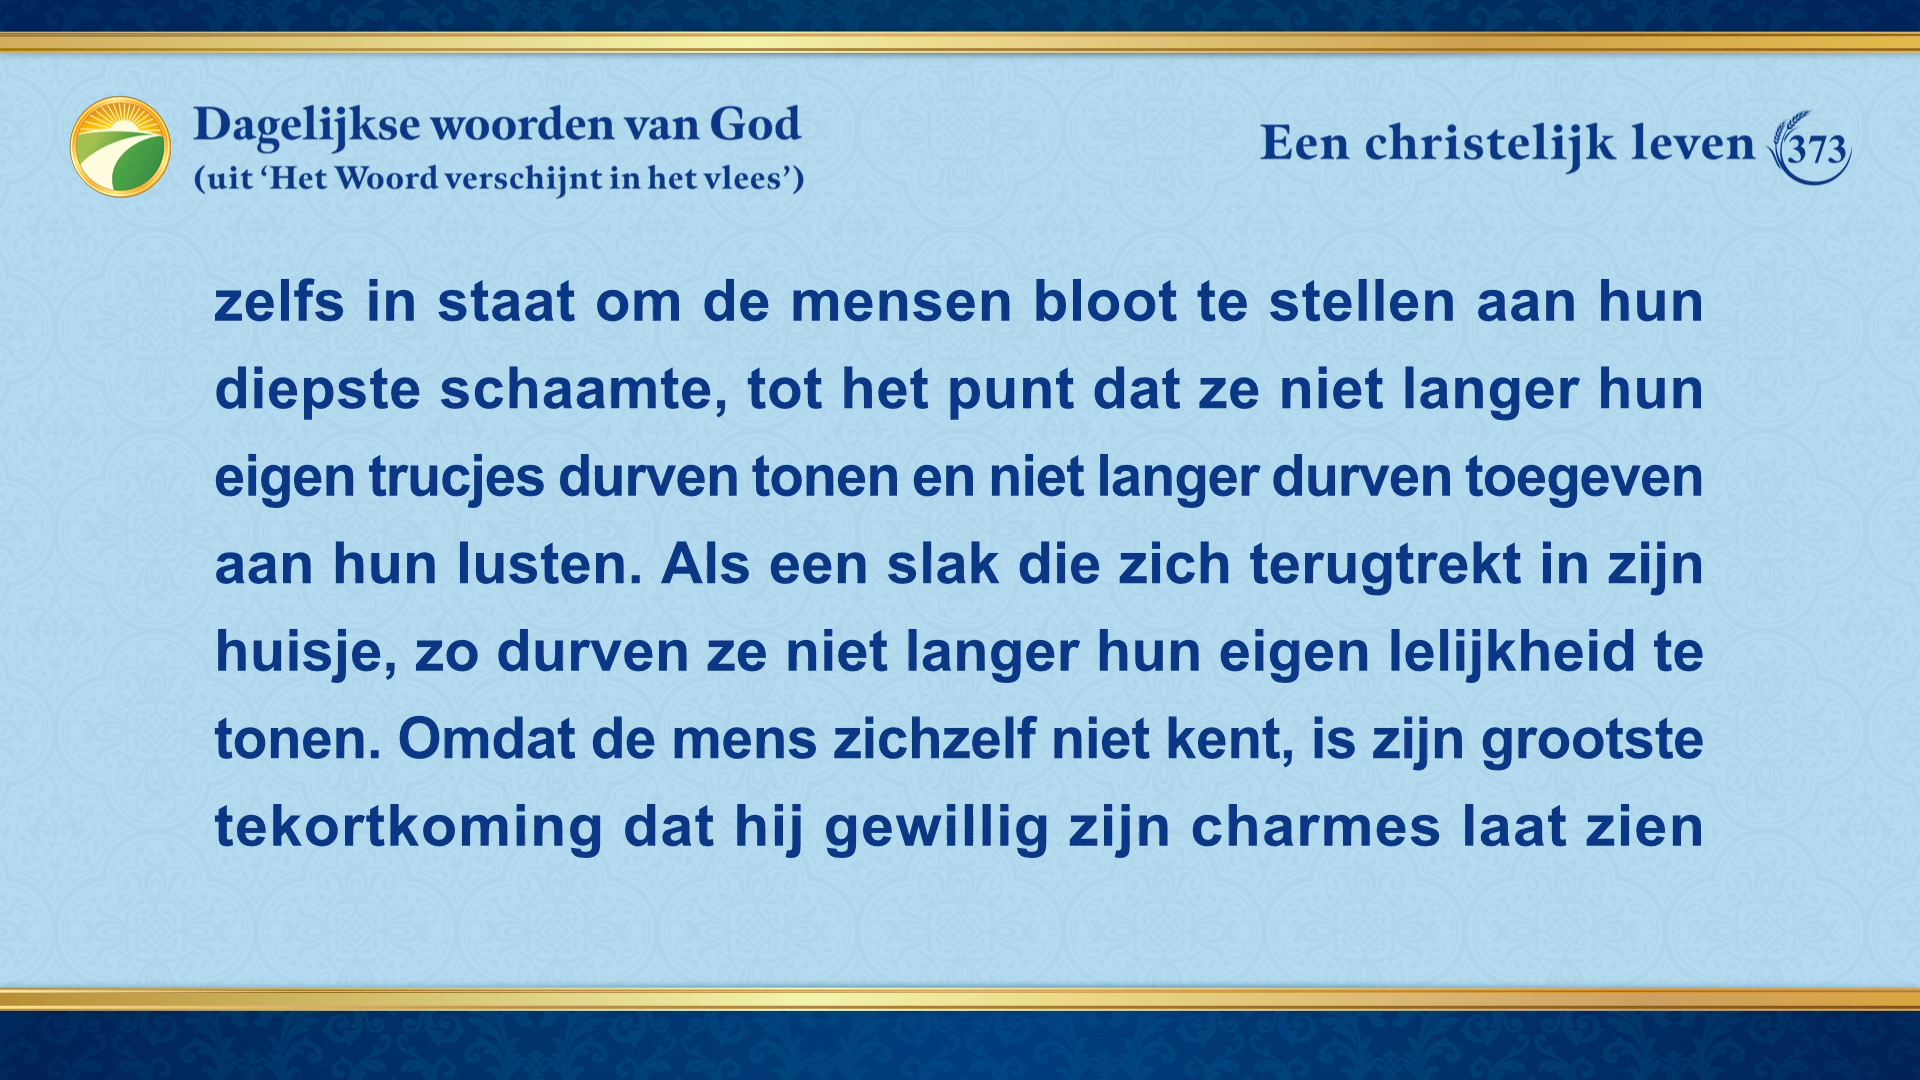 Dagelijkse woorden van God
(uit ‘Het Woord verschijnt in het vlees’)
Een christelijk leven 373
zelfs in staat om de mensen bloot te stellen aan hun
diepste schaamte, tot het punt dat ze niet langer hun
eigen trucjes durven tonen en niet langer durven toegeven
aan hun lusten. Als een slak die zich terugtrekt in zijn
huisje, zo durven ze niet langer hun eigen lelijkheid te
tonen. Omdat de mens zichzelf niet kent, is zijn grootste
tekortkoming dat hij gewillig zijn charmes laat zien